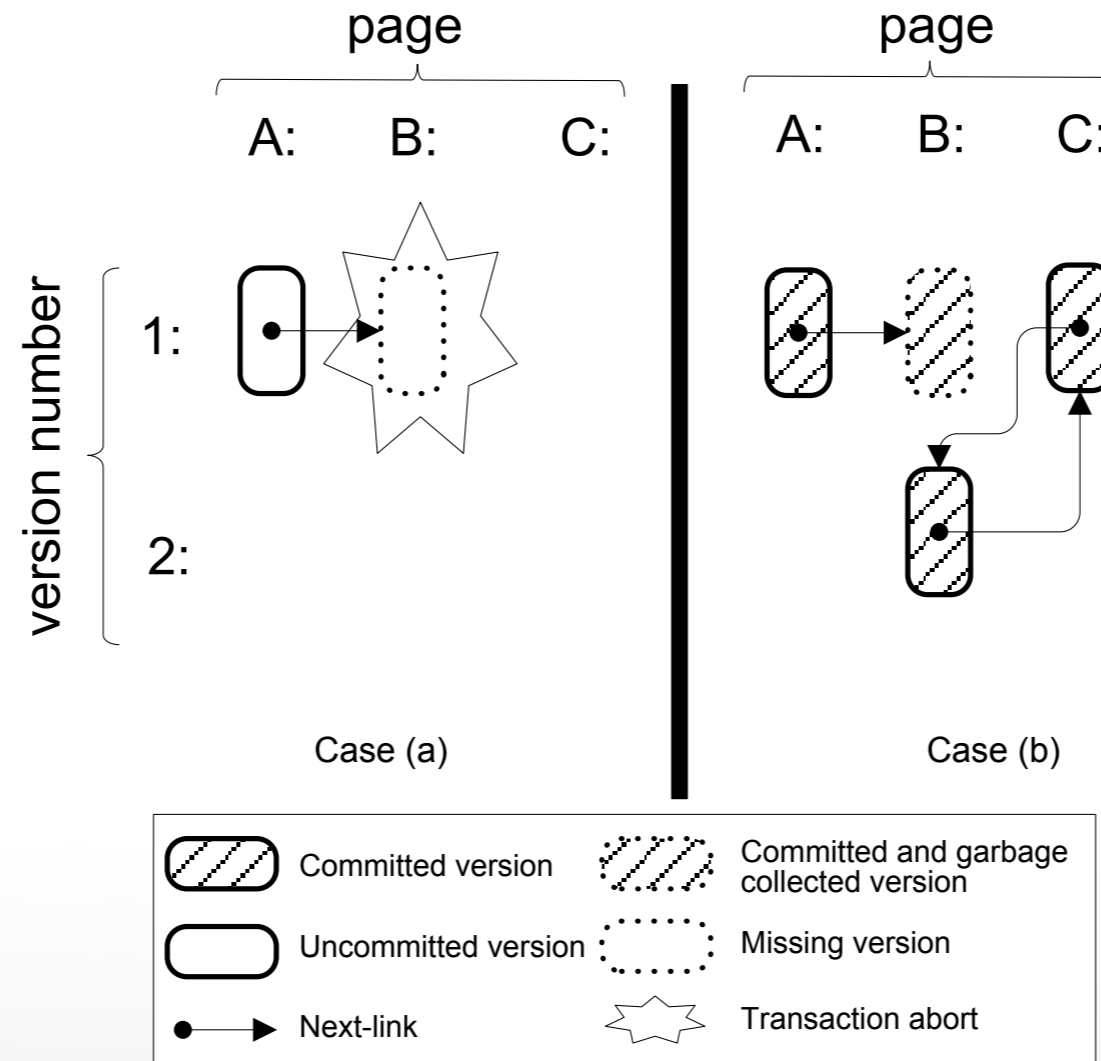 page
page
A:
B:
C:
A:
B:
C:
version number
1:
2:
Case (a)
Case (b)
Committed version
Committed and garbage
collected version
Uncommitted version
Missing version
Next-link
Transaction abort